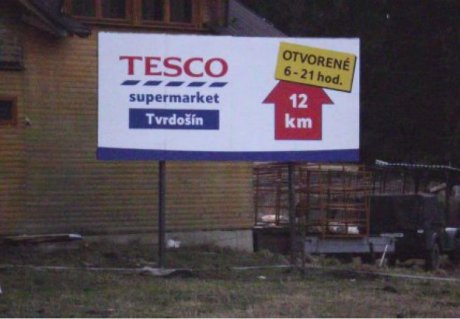 TESCO
supermarket
Tvrdošín
OTVORENÉ
6-21 hod.
12
km